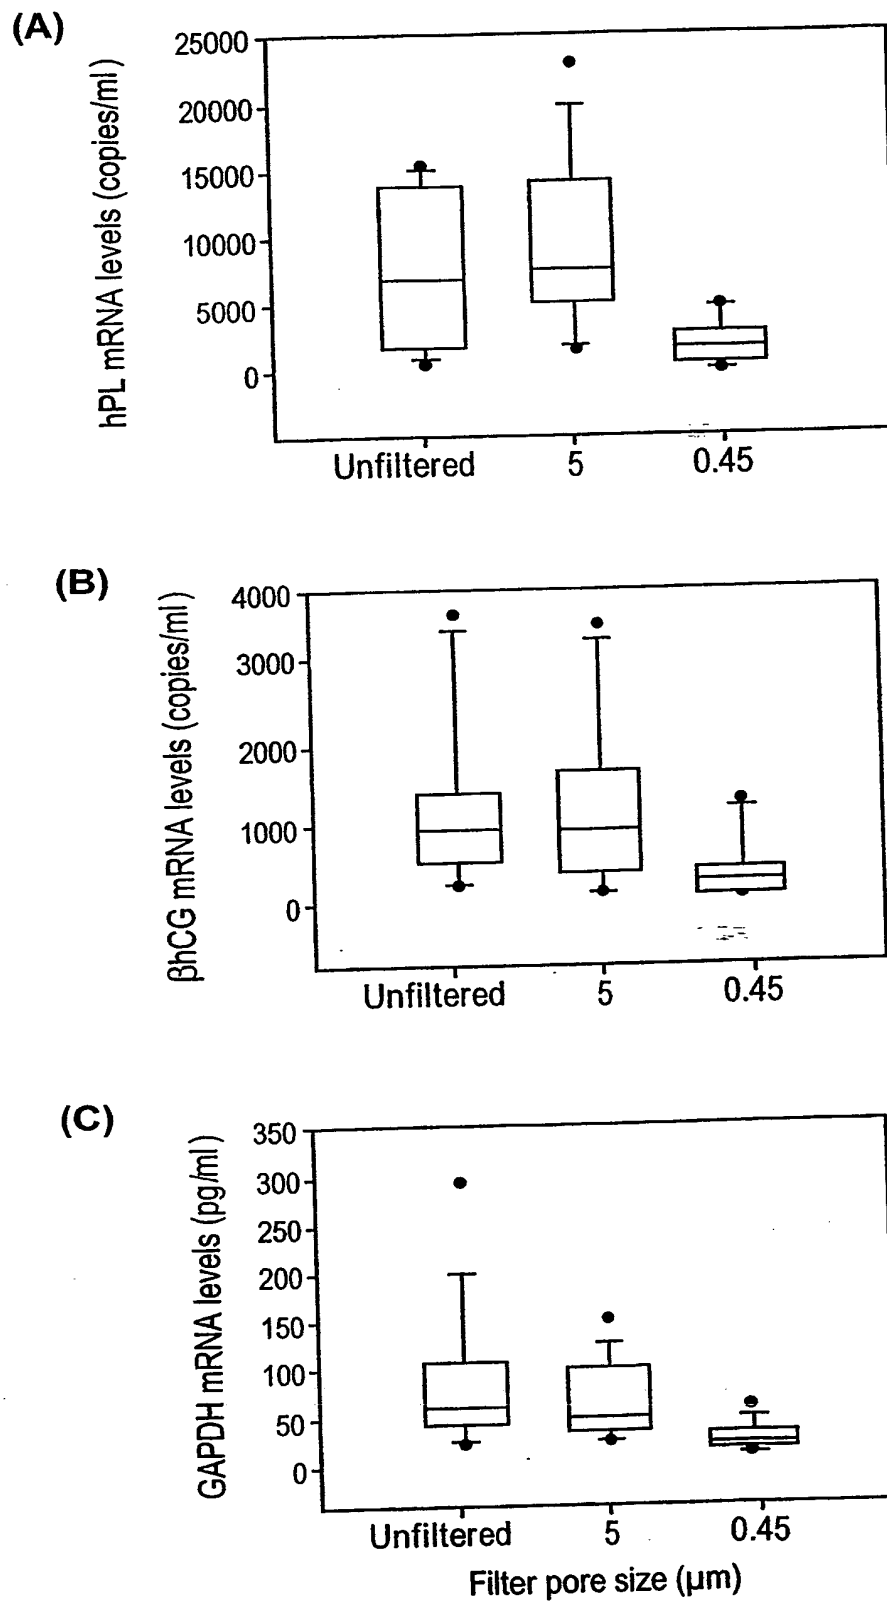 (A)
hPL mRNA levels (copies/ml)
25000
20000
15000
10000
5000
0
Unfiltered 5 0.45
(B)
βhCG mRNA levels (copies/ml)
4000
3000
2000
1000
0
Unfiltered 5 0.45
(C)
GAPDH mRNA levels (pg/ml)
350
300
250
200
150
100
50
0
Unfiltered 5 0.45
Filter pore size (μm)